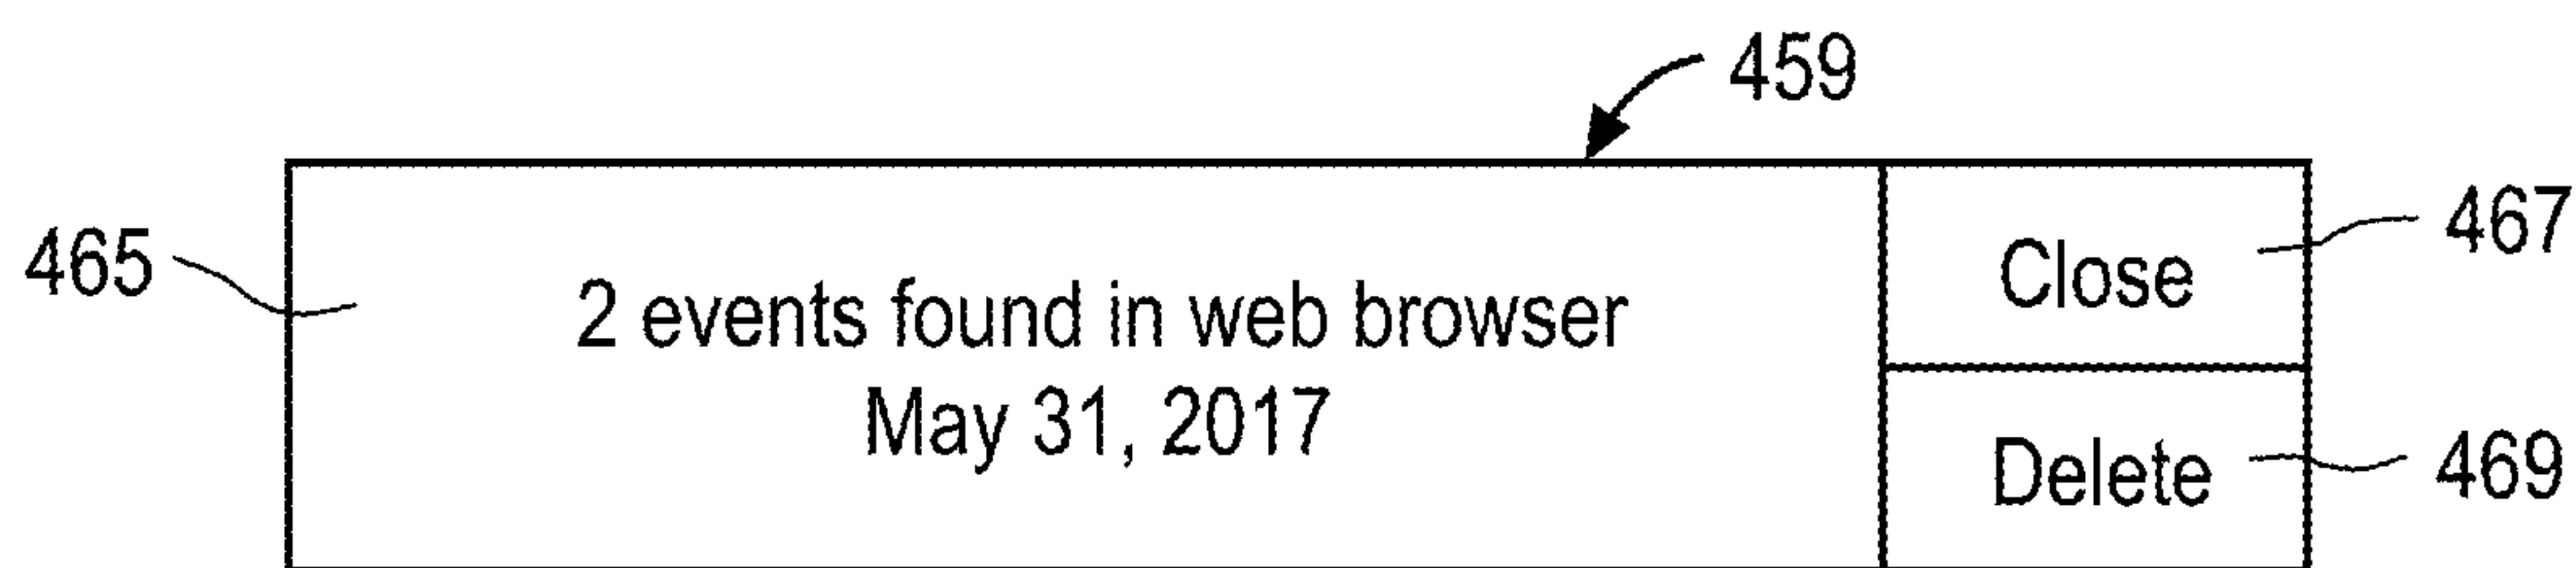 459
465
2 events found in web browser
May 31, 2017
Close
467
Delete
469